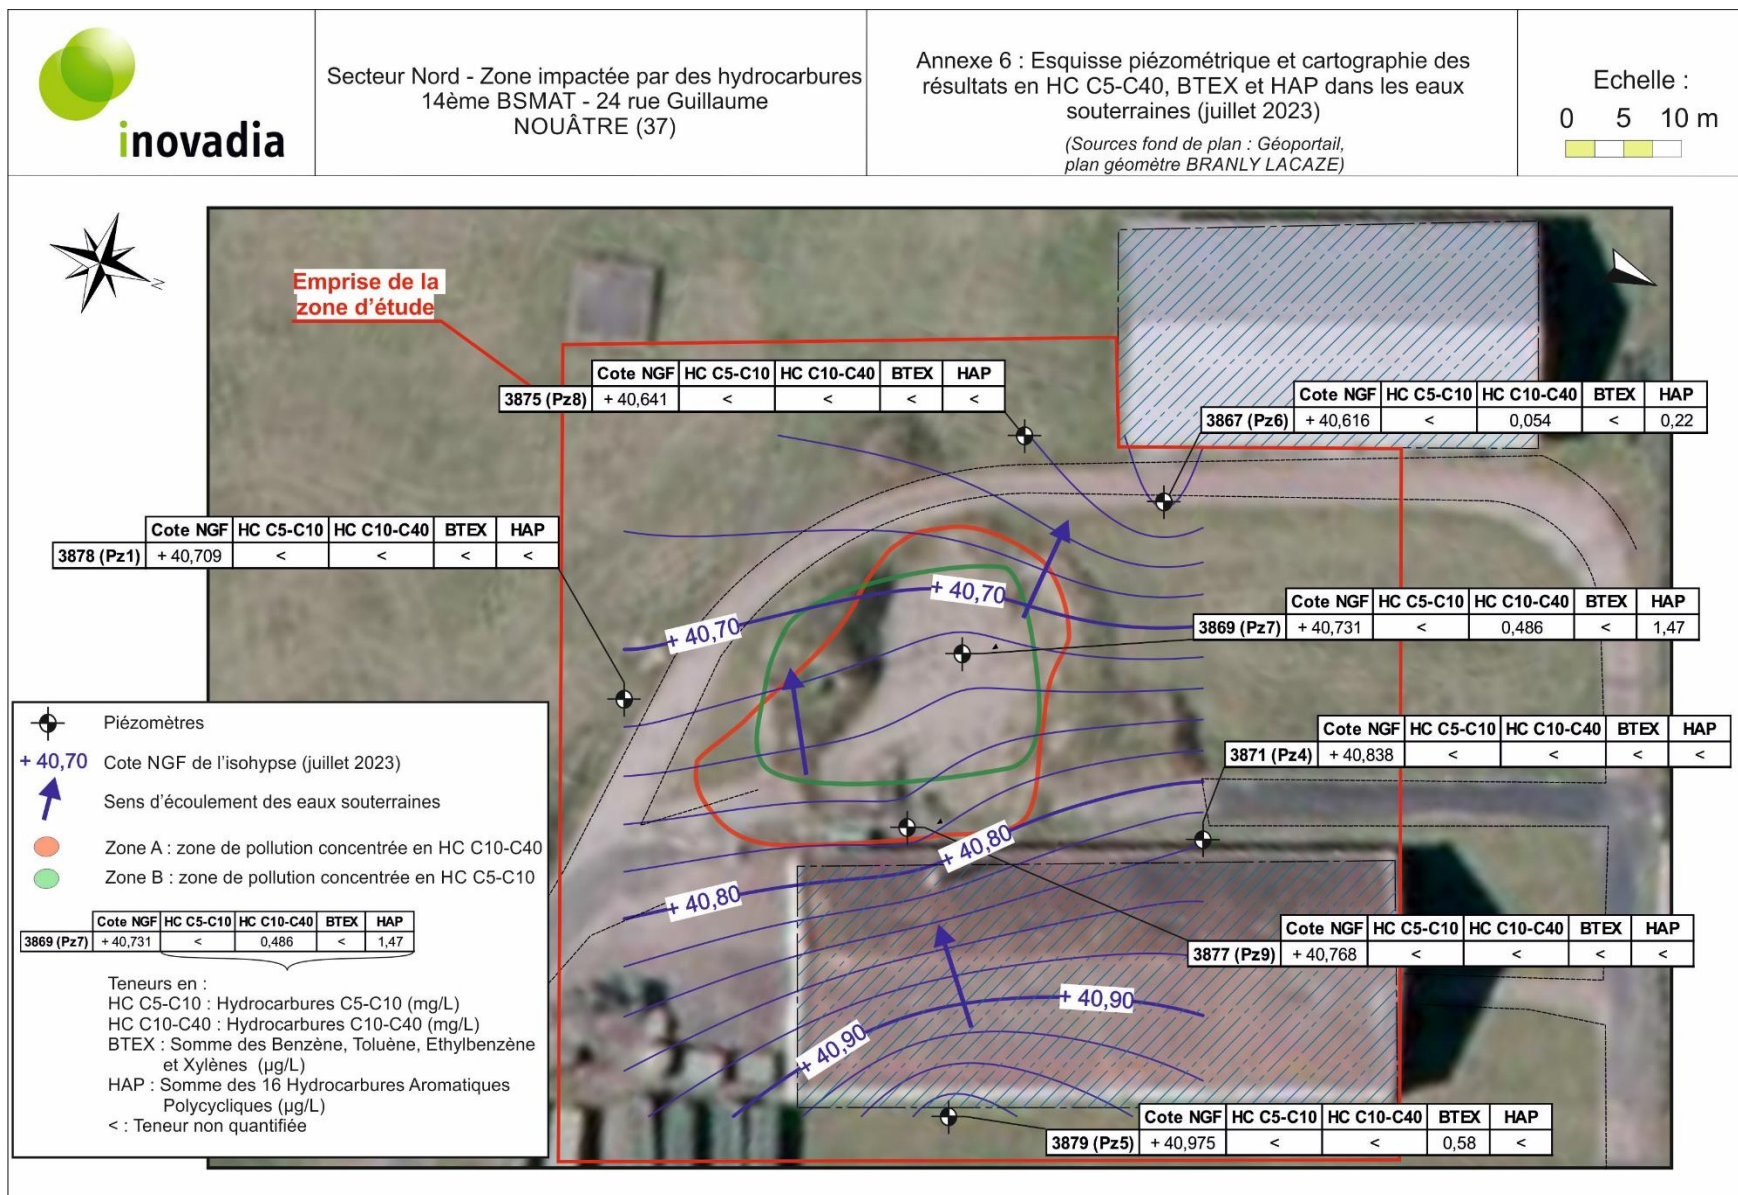 inovadia
Secteur Nord - Zone impactée par des hydrocarbures
14ème BSMAT - 24 rue Guillaume
NOUÂTRE (37)
Annexe 6 : Esquisse piézométrique et cartographie des
résultats en HC C5-C40, BTEX et HAP dans les eaux
souterraines (juillet 2023)
(Sources fond de plan : Géoportail,
plan géomètre BRANLY LACAZE)
Echelle :
0 5 10 m
N
Emprise de la
zone d'étude
Cote NGF HC C5-C10 HC C10-C40 BTEX HAP
3875 (Pz8) + 40,641 < < < <
Cote NGF HC C5-C10 HC C10-C40 BTEX HAP
3867 (Pz6) + 40,616 < 0,054 < 0,22
Cote NGF HC C5-C10 HC C10-C40 BTEX HAP
3878 (Pz1) + 40,709 < < < <
+ 40,70
+ 40,70
Cote NGF HC C5-C10 HC C10-C40 BTEX HAP
3869 (Pz7) + 40,731 < 0,486 < 1,47
Cote NGF HC C5-C10 HC C10-C40 BTEX HAP
3871 (Pz4) + 40,838 < < < <
+ 40,80
+ 40,80
Cote NGF HC C5-C10 HC C10-C40 BTEX HAP
3877 (Pz9) + 40,768 < < < <
+ 40,90
+ 40,90
Cote NGF HC C5-C10 HC C10-C40 BTEX HAP
3879 (Pz5) + 40,975 < < 0,58 <
Piézomètres
+ 40,70 Cote NGF de l'isohypse (juillet 2023)
Sens d'écoulement des eaux souterraines
Zone A : zone de pollution concentrée en HC C10-C40
Zone B : zone de pollution concentrée en HC C5-C10
Cote NGF HC C5-C10 HC C10-C40 BTEX HAP
3869 (Pz7) + 40,731 < 0,486 < 1,47
Teneurs en :
HC C5-C10 : Hydrocarbures C5-C10 (mg/L)
HC C10-C40 : Hydrocarbures C10-C40 (mg/L)
BTEX : Somme des Benzène, Toluène, Ethylbenzène
et Xylènes (µg/L)
HAP : Somme des 16 Hydrocarbures Aromatiques
Polycycliques (µg/L)
< : Teneur non quantifiée